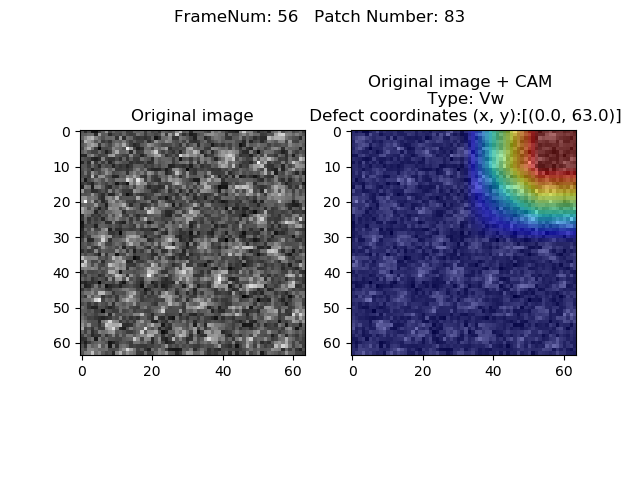 FrameNum: 56   Patch Number: 83
Original image
Original image + CAM
Type: Vw
Defect coordinates (x, y):[(0.0, 63.0)]
0
10
20
30
40
50
60
0 20 40 60
0
10
20
30
40
50
60
0 20 40 60